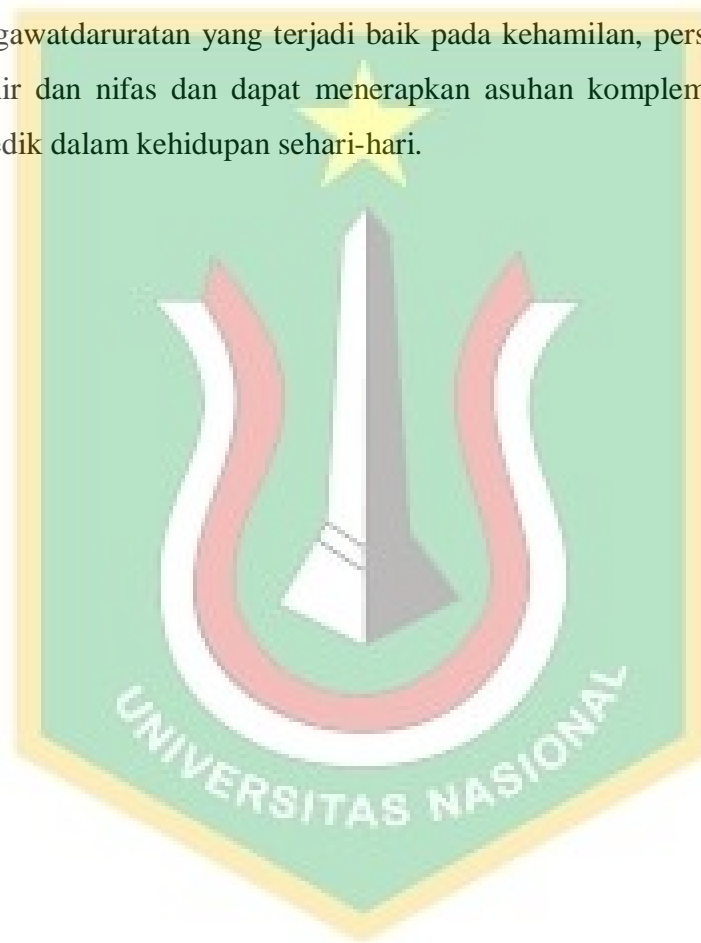 gawatdaruratan yang terjadi baik pada kehamilan, pers
ir dan nifas dan dapat menerapkan asuhan komplem
edik dalam kehidupan sehari-hari.
UNIVERSITAS NASIONAL